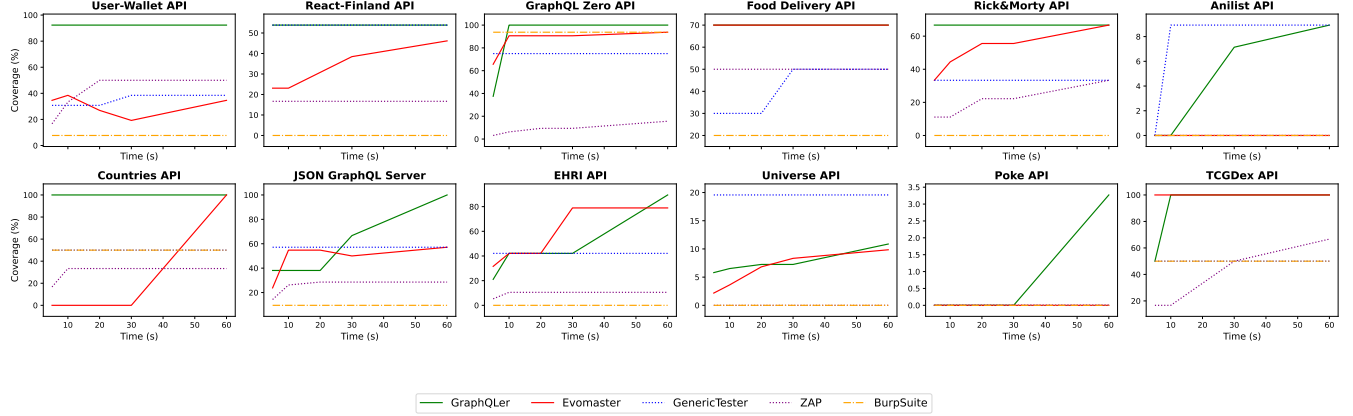 User-Wallet API
React-Finland API
GraphQL Zero API
Food Delivery API
Rick&Morty API
Anilist API
Coverage (%)
100
80
60
40
20
0
Time (s)
50
40
30
20
10
0
Time (s)
100
80
60
40
20
0
Time (s)
70
60
50
40
30
20
Time (s)
60
40
20
0
Time (s)
8
6
4
2
0
Time (s)
Countries API
JSON GraphQL Server
EHRI API
Universe API
Poke API
TCGDex API
Coverage (%)
100
80
60
40
20
0
10 20 30 40 50 60
Time (s)
100
80
60
40
20
10 20 30 40 50 60
Time (s)
80
60
40
20
0
10 20 30 40 50 60
Time (s)
20
15
10
5
0
10 20 30 40 50 60
Time (s)
3.5
3.0
2.5
2.0
1.5
1.0
0.5
0.0
10 20 30 40 50 60
Time (s)
100
80
60
40
20
10 20 30 40 50 60
Time (s)
GraphQLer Evomaster GenericTester ZAP BurpSuite